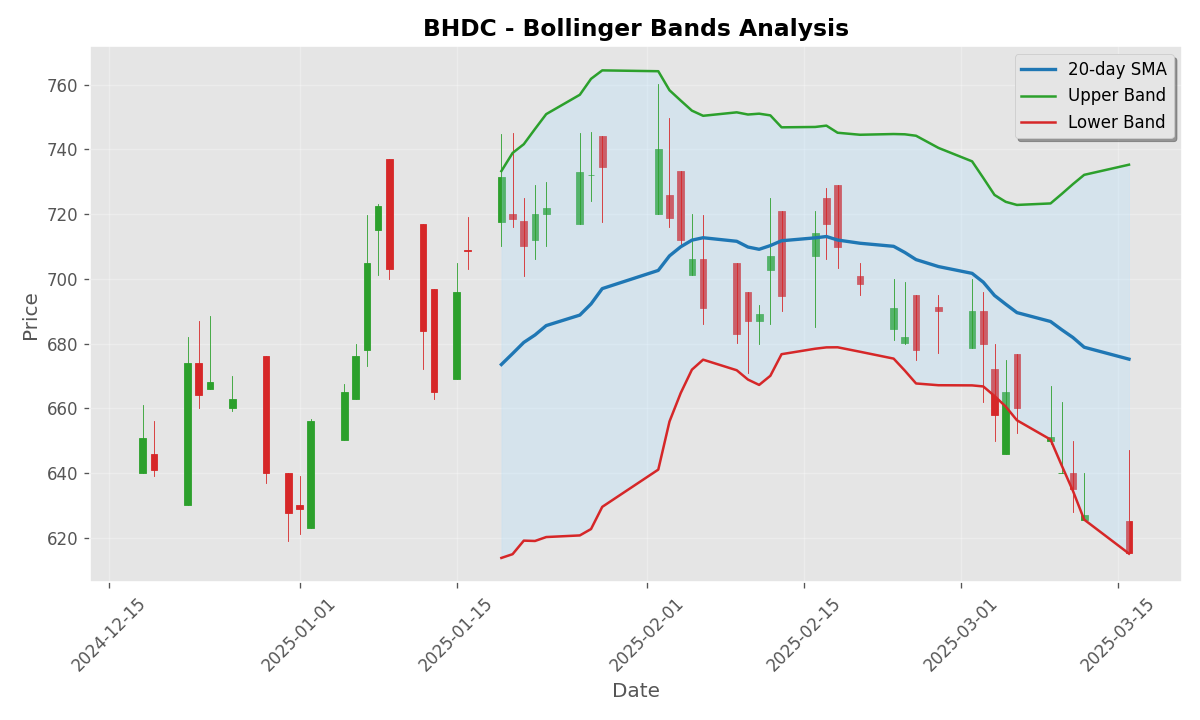 BHDC - Bollinger Bands Analysis
20-day SMA
Upper Band
Lower Band
Price
760
740
720
700
680
660
640
620
2024-12-15
2025-01-01
2025-01-15
2025-02-01
2025-02-15
2025-03-01
2025-03-15
Date